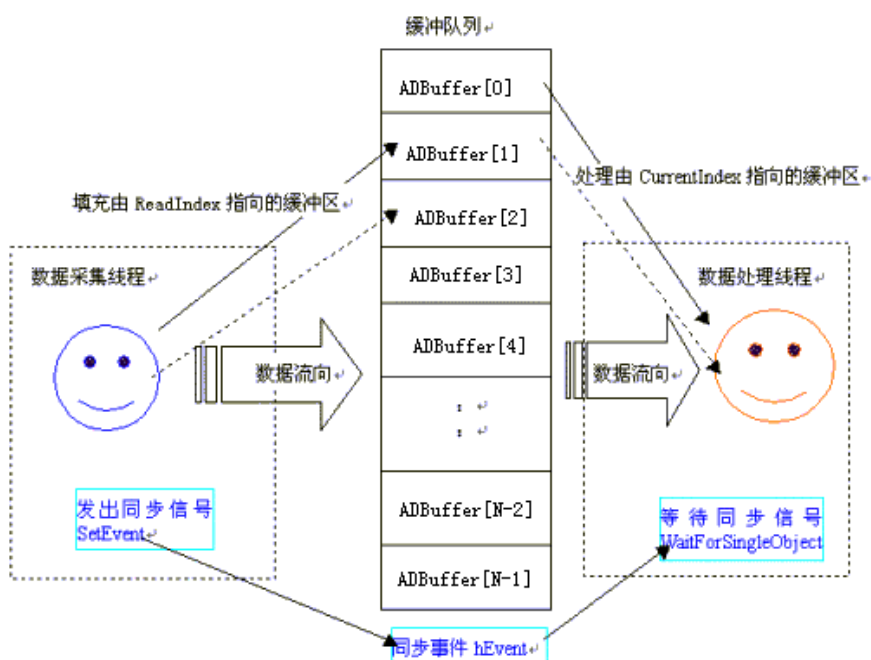 缓冲队列
ADBuffer[0]
ADBuffer[1]
处理由 CurrentIndex 指向的缓冲区
填充由 ReadIndex 指向的缓冲区
ADBuffer[2]
数据采集线程
ADBuffer[3]
数据处理线程
ADBuffer[4]
数据流向
数据流向
:
:
发出同步信号
SetEvent
ADBuffer[N-2]
等待同步信号
WaitForSingleObject
ADBuffer[N-1]
同步事件 hEvent